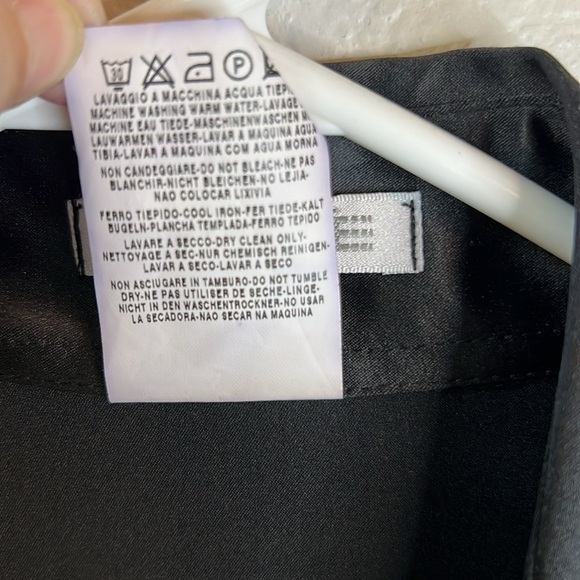 30 P
LAVAGGIO A MACCHINA ACQUA TIEP
MACHINE WASHING WARM WATER-LAVAGE
MACHINE EAU TIEDE-MASCHINENWASCHEN M
LAUWARMEN WASSER-LAVAR A MAQUINA AGUA
TIBIA-LAVAR A MAQUINA COM AGUA MORNA
NON CANDEGGIARE-DO NOT BLEACH-NE PAS
BLANCHIR-NICHT BLEICHEN-NO LEJIA-
NAO COLOCAR LIXIVIA
FERRO TIEPIDO-COOL IRON-FER TIEDE-KALT
BUGELN-PLANCHA TEMPLADA-FERRO TEPIDO
LAVARE A SECCO-DRY CLEAN ONLY-
NETTOYAGE A SEC-NUR CHEMISCH REINIGEN-
LAVAR A SECO-LAVAR A SECO
NON ASCIUGARE IN TAMBURO-DO NOT TUMBLE
DRY-NE PAS UTILISER DE SECHE-LINGE-
NICHT IN DEN WASCHENTROCKNER-NO USAR
LA SECADORA-NAO SECAR NA MAQUINA